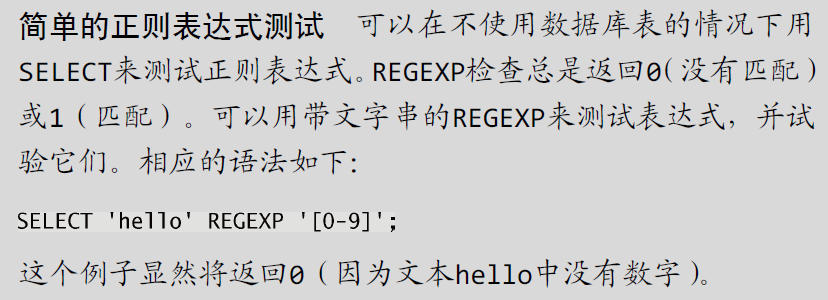 简单的正则表达式测试 可以在不使用数据库表的情况下用
SELECT来测试正则表达式。REGEXP检查总是返回0（没有匹配）
或1（匹配）。可以用带文字串的REGEXP来测试表达式，并试
验它们。相应的语法如下：
SELECT 'hello' REGEXP '[0-9]';
这个例子显然将返回0（因为文本hello中没有数字）。